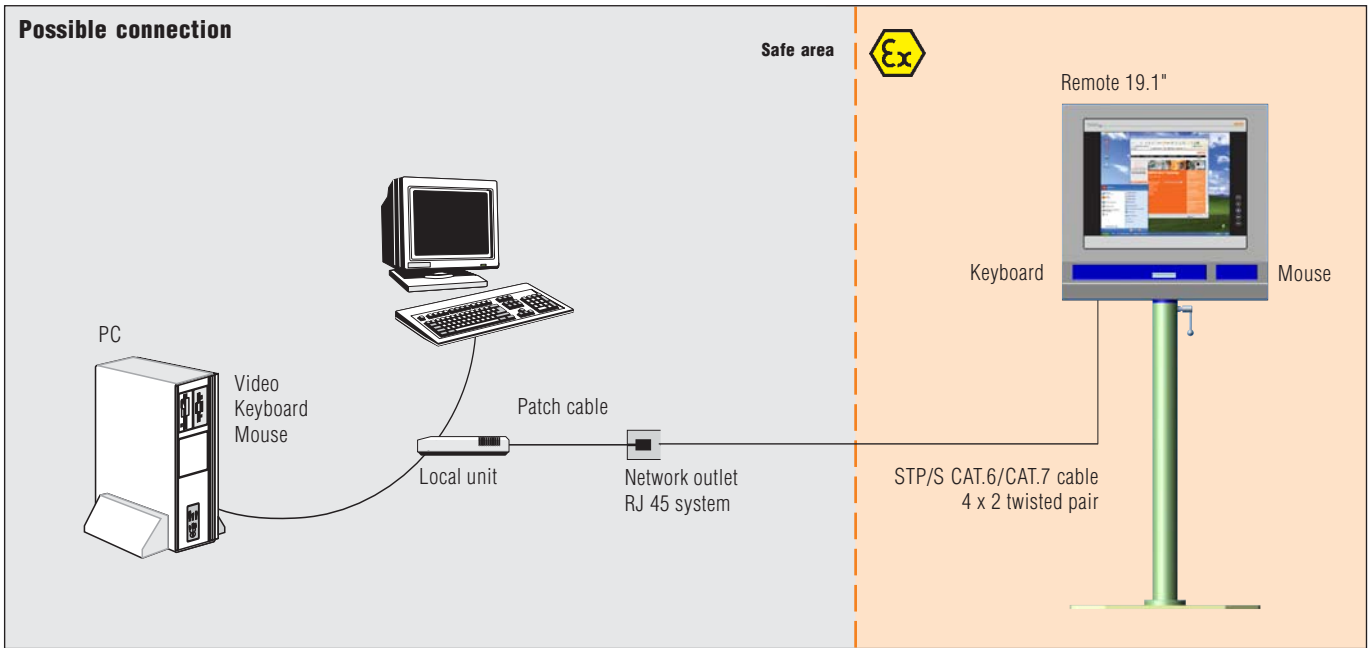 Possible connection
Safe area
Ex
Remote 19.1"
Keyboard
Mouse
PC
Video
Keyboard
Mouse
Patch cable
Local unit
Network outlet
RJ 45 system
STP/S CAT.6/CAT.7 cable
4 x 2 twisted pair